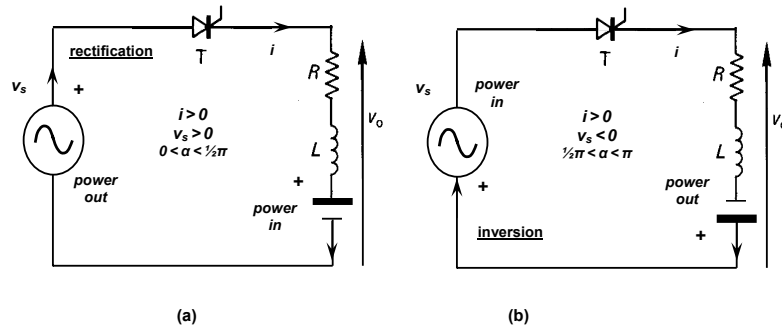 rectification
T
i
R
v_s
+
i > 0
v_s > 0
0 < α < ½π
L
v_o
power
out
+
power
in
(a)
T
i
R
v_s
power
in
i > 0
v_s < 0
½π < α < π
L
v_o
power
out
+
inversion
+
(b)